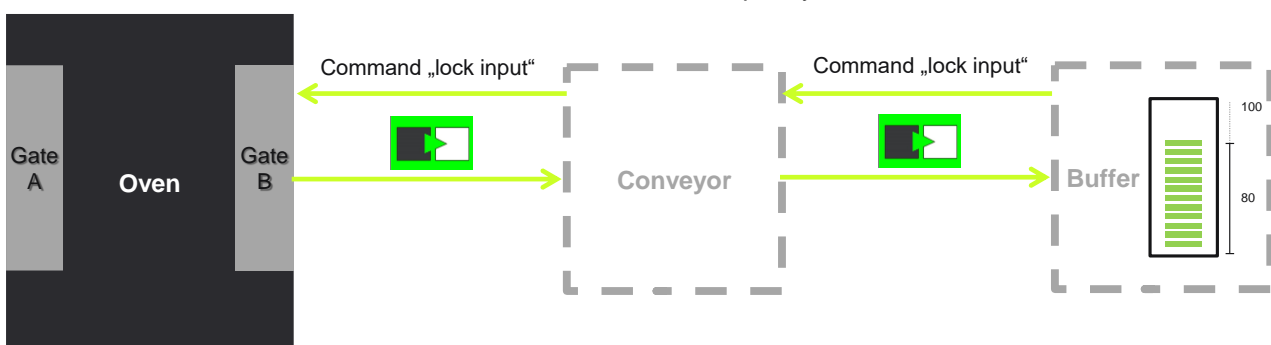 Command „lock input“
Command „lock input“
100
Gate
A
Oven
Gate
B
Conveyor
Buffer
80